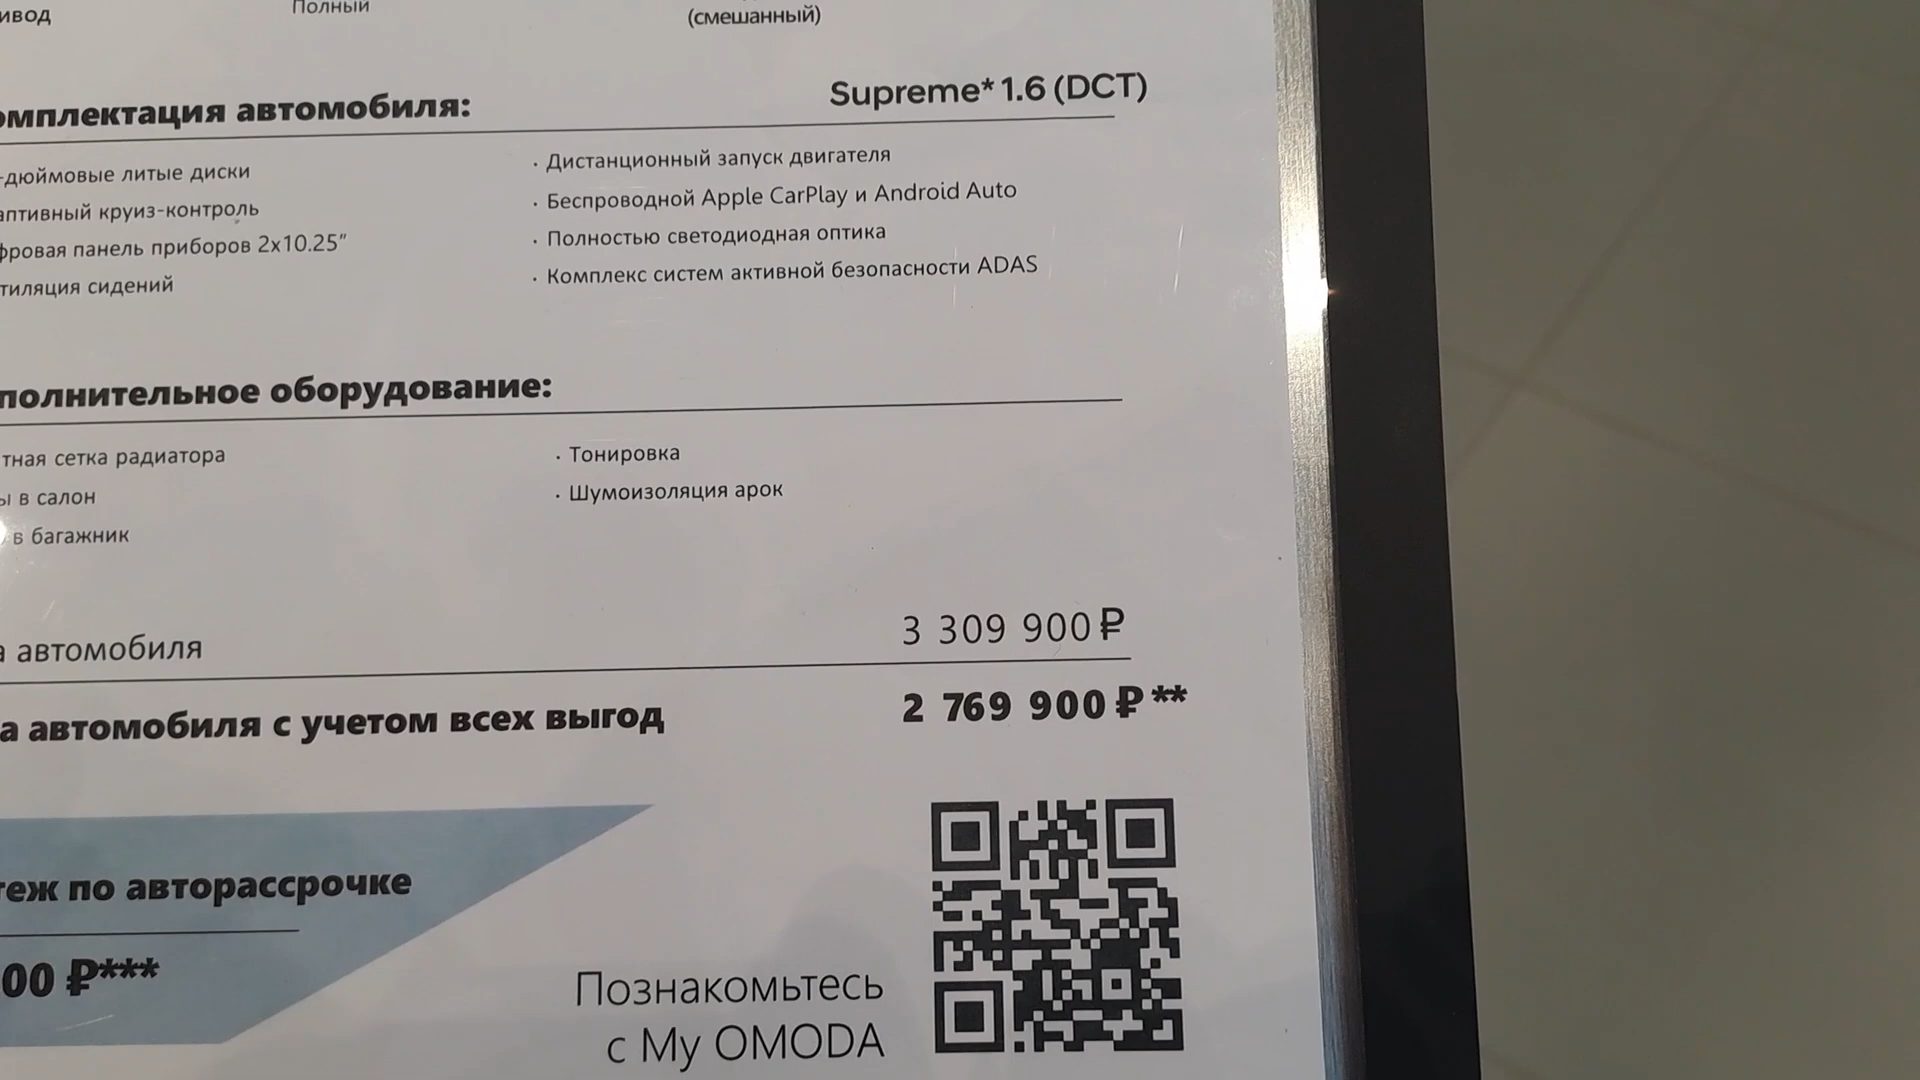 ивод Полный (смешанный)
омплектация автомобиля: Supreme* 1.6 (DCT)
-дюймовые литые диски
аптивный круиз-контроль
фровая панель приборов 2x10.25″
тиляция сидений
· Дистанционный запуск двигателя
· Беспроводной Apple CarPlay и Android Auto
· Полностью светодиодная оптика
· Комплекс систем активной безопасности ADAS
полнительное оборудование:
тная сетка радиатора
ы в салон
в багажник
· Тонировка
· Шумоизоляция арок
а автомобиля 3 309 900 ₽
а автомобиля с учетом всех выгод 2 769 900 ₽**
теж по авторассрочке
00 ₽***
Познакомьтесь
с My OMODA